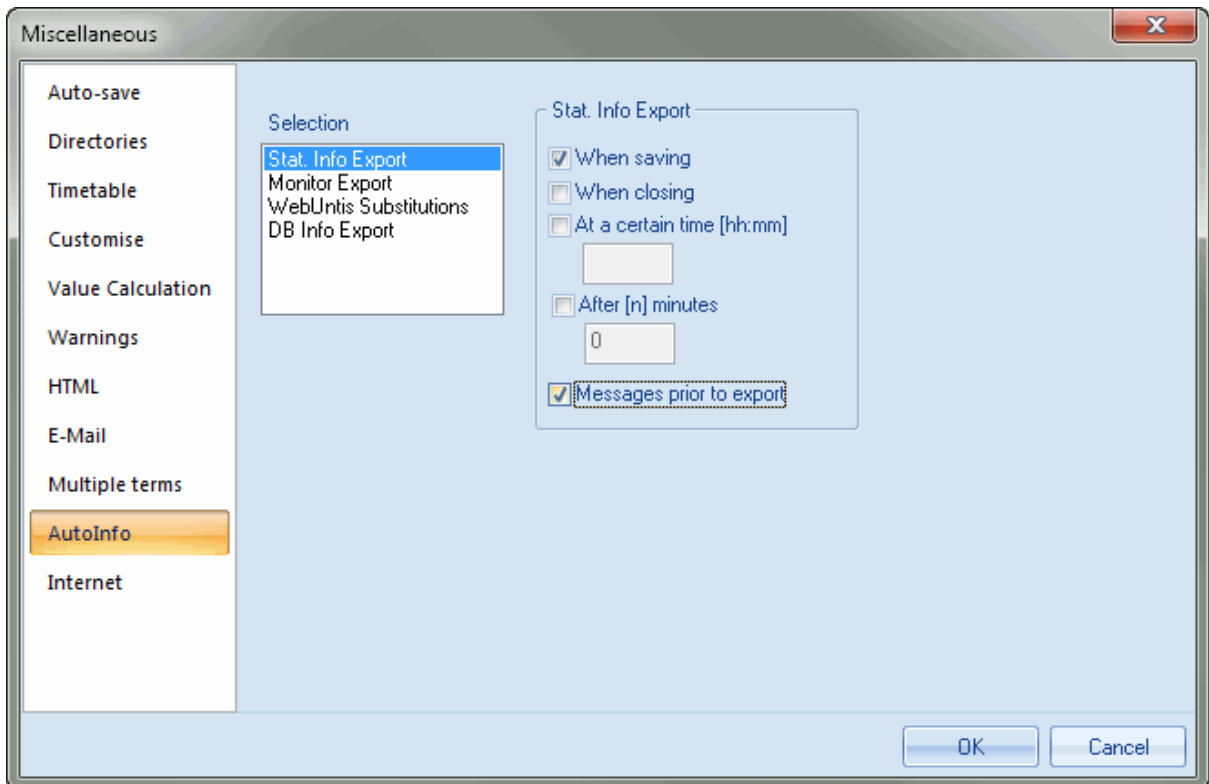 Miscellaneous
Auto-save
Directories
Timetable
Customise
Value Calculation
Warnings
HTML
E-Mail
Multiple terms
AutoInfo
Internet
Selection
Stat. Info Export
Monitor Export
WebUntis Substitutions
DB Info Export
Stat. Info Export
When saving
When closing
At a certain time [hh:mm]
After [n] minutes
0
Messages prior to export
OK Cancel